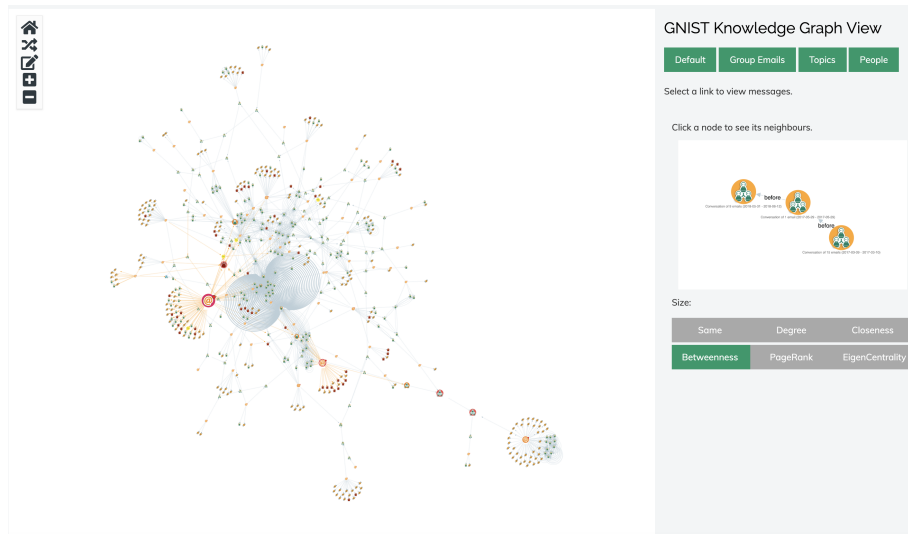 GNIST Knowledge Graph View
Default Group Emails Topics People
Select a link to view messages.
Click a node to see its neighbours.
before
before
Size:
Same Degree Closeness
Betweenness PageRank EigenCentrality